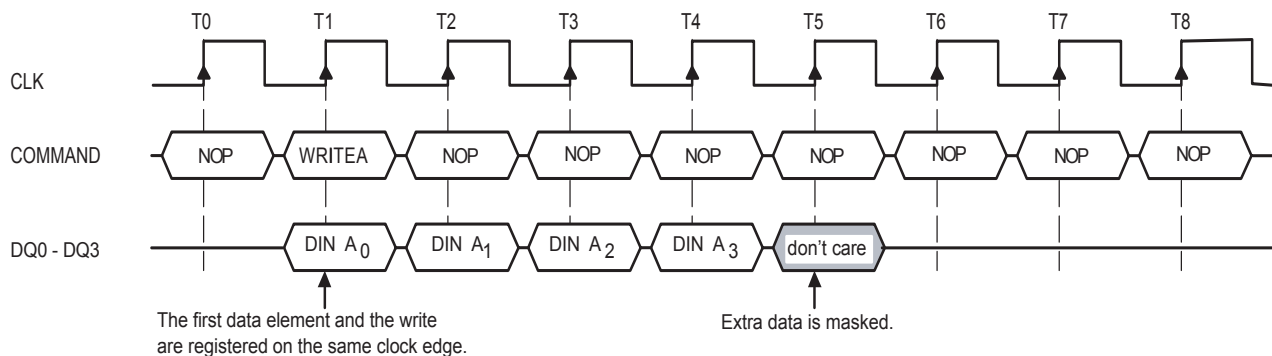 T0 T1 T2 T3 T4 T5 T6 T7 T8
CLK
COMMAND NOP WRITEA NOP NOP NOP NOP NOP NOP NOP
DQ0 - DQ3 DIN A0 DIN A1 DIN A2 DIN A3 don't care
The first data element and the write
are registered on the same clock edge.
Extra data is masked.